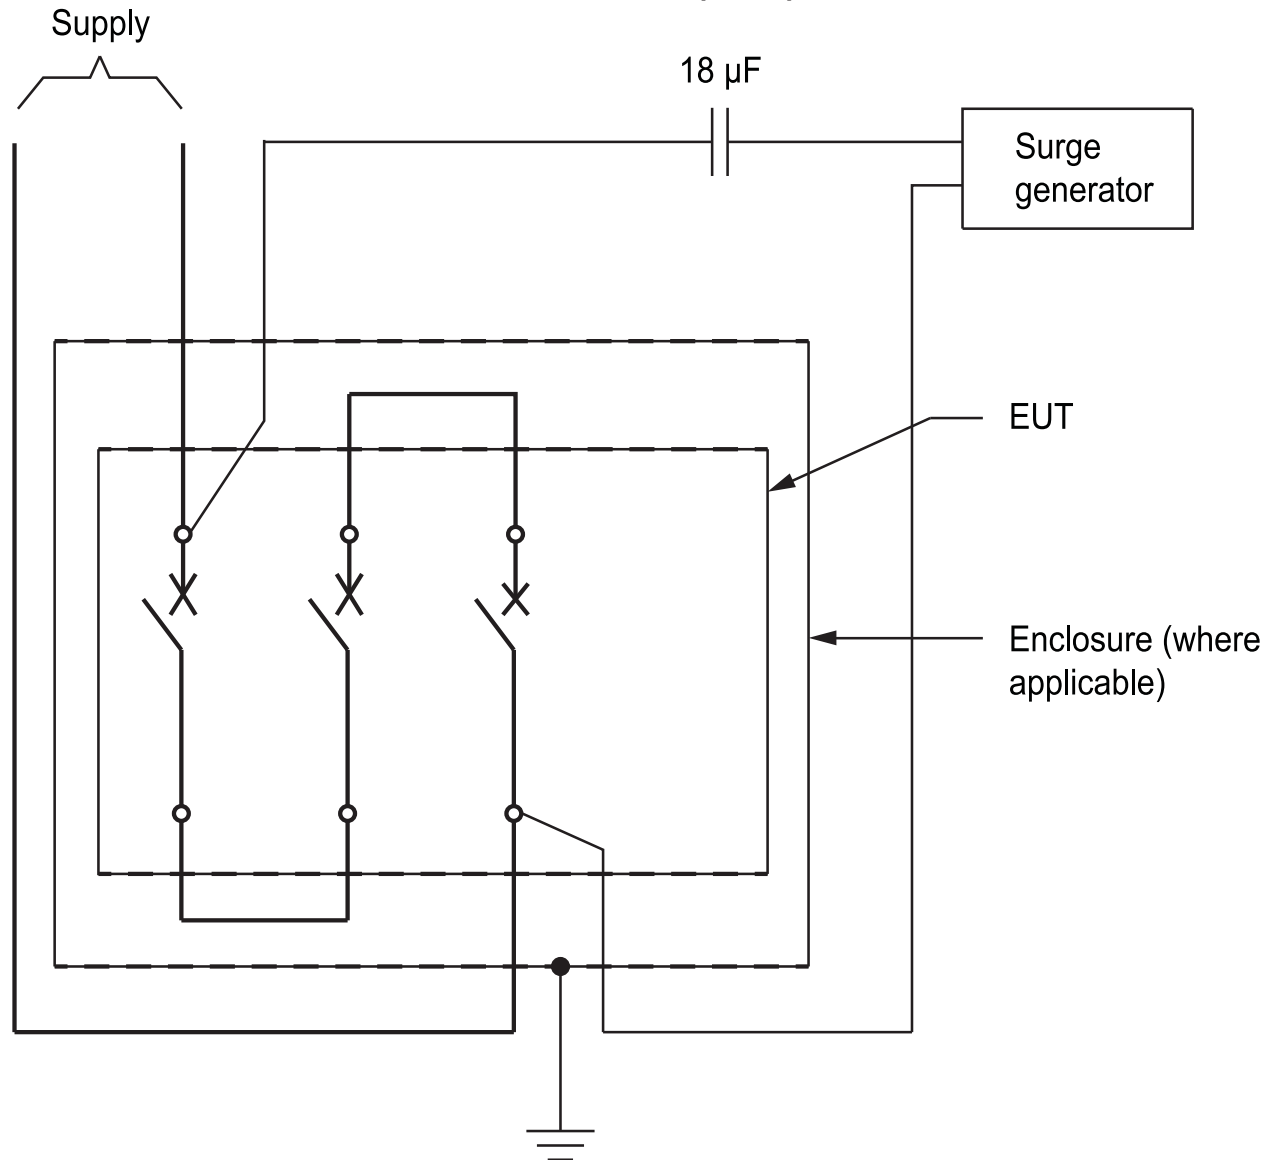 Supply
18 µF
Surge
generator
EUT
Enclosure (where
applicable)